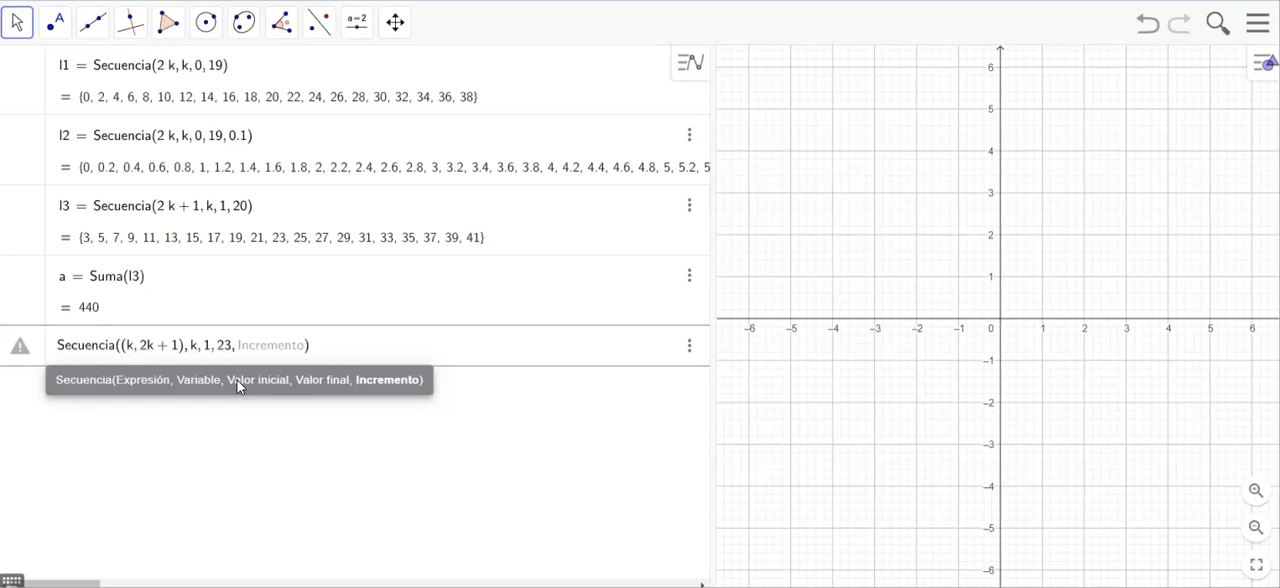 A
a=2
l1 = Secuencia(2 k, k, 0, 19)
= {0, 2, 4, 6, 8, 10, 12, 14, 16, 18, 20, 22, 24, 26, 28, 30, 32, 34, 36, 38}
l2 = Secuencia(2 k, k, 0, 19, 0.1)
= {0, 0.2, 0.4, 0.6, 0.8, 1, 1.2, 1.4, 1.6, 1.8, 2, 2.2, 2.4, 2.6, 2.8, 3, 3.2, 3.4, 3.6, 3.8, 4, 4.2, 4.4, 4.6, 4.8, 5, 5.2, 5
l3 = Secuencia(2 k + 1, k, 1, 20)
= {3, 5, 7, 9, 11, 13, 15, 17, 19, 21, 23, 25, 27, 29, 31, 33, 35, 37, 39, 41}
a = Suma(l3)
= 440
Secuencia((k, 2k + 1), k, 1, 23, Incremento)
Secuencia(Expresión, Variable, Valor inicial, Valor final, Incremento)
6
5
4
3
2
1
−6 −5 −4 −3 −2 −1 0 1 2 3 4 5 6
−1
−2
−3
−4
−5
−6